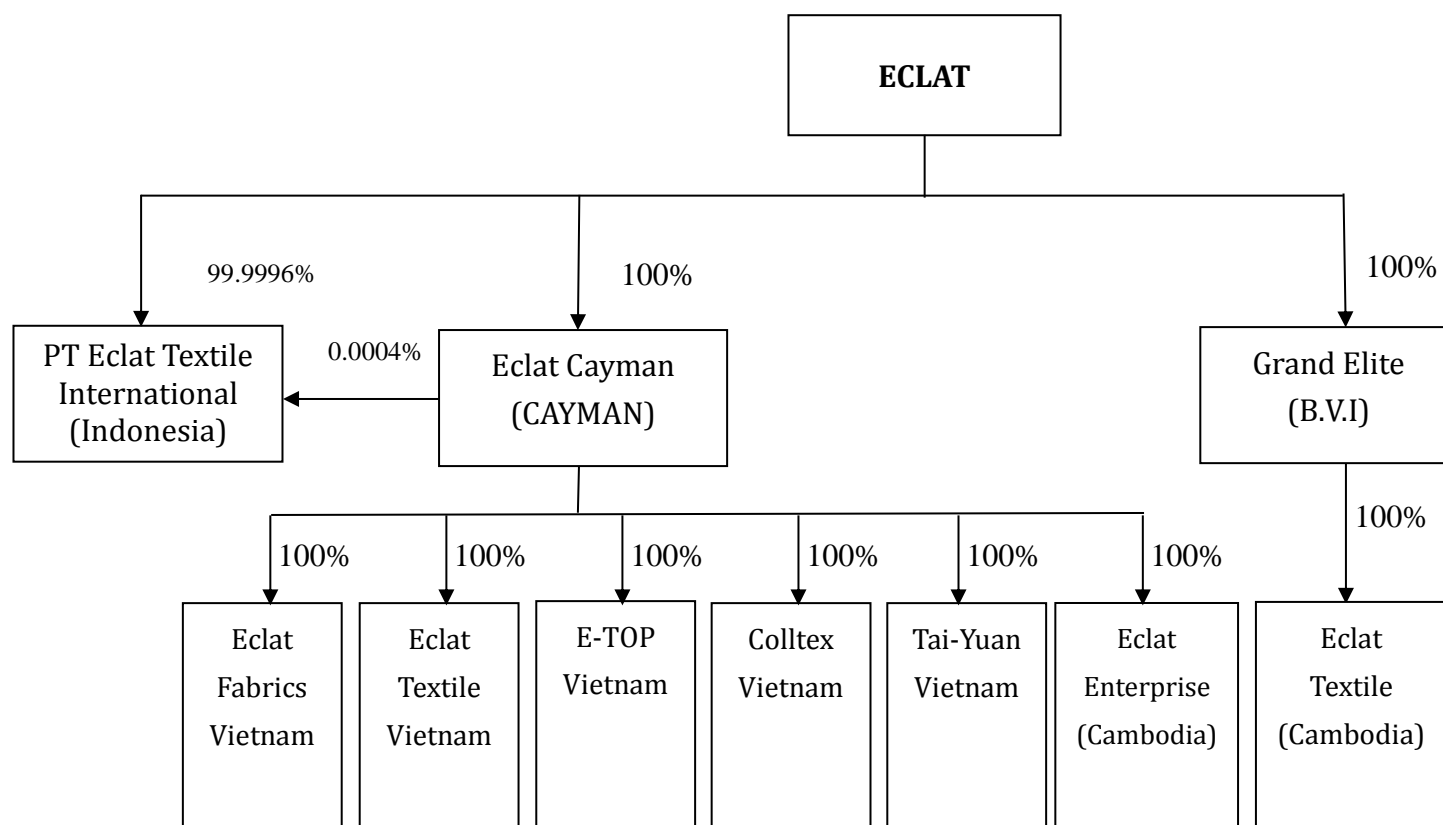 ECLAT
99.9996%
100%
100%
PT Eclat Textile
International
(Indonesia)
0.0004%
Eclat Cayman
(CAYMAN)
Grand Elite
(B.V.I)
100%
100%
100%
100%
100%
100%
100%
Eclat
Fabrics
Vietnam
Eclat
Textile
Vietnam
E-TOP
Vietnam
Colltex
Vietnam
Tai-Yuan
Vietnam
Eclat
Enterprise
(Cambodia)
Eclat
Textile
(Cambodia)